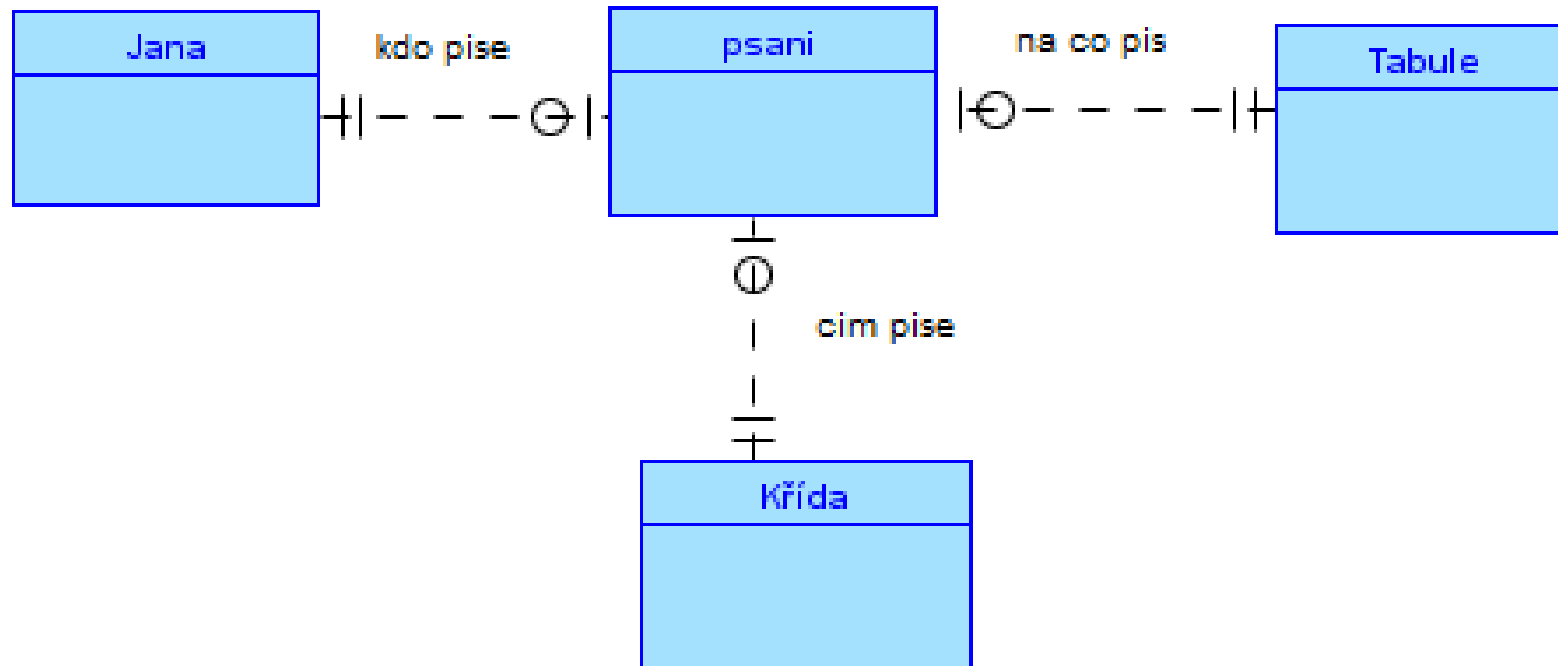 Jana
kdo pise
psani
na co pis
Tabule
cim pise
Křída